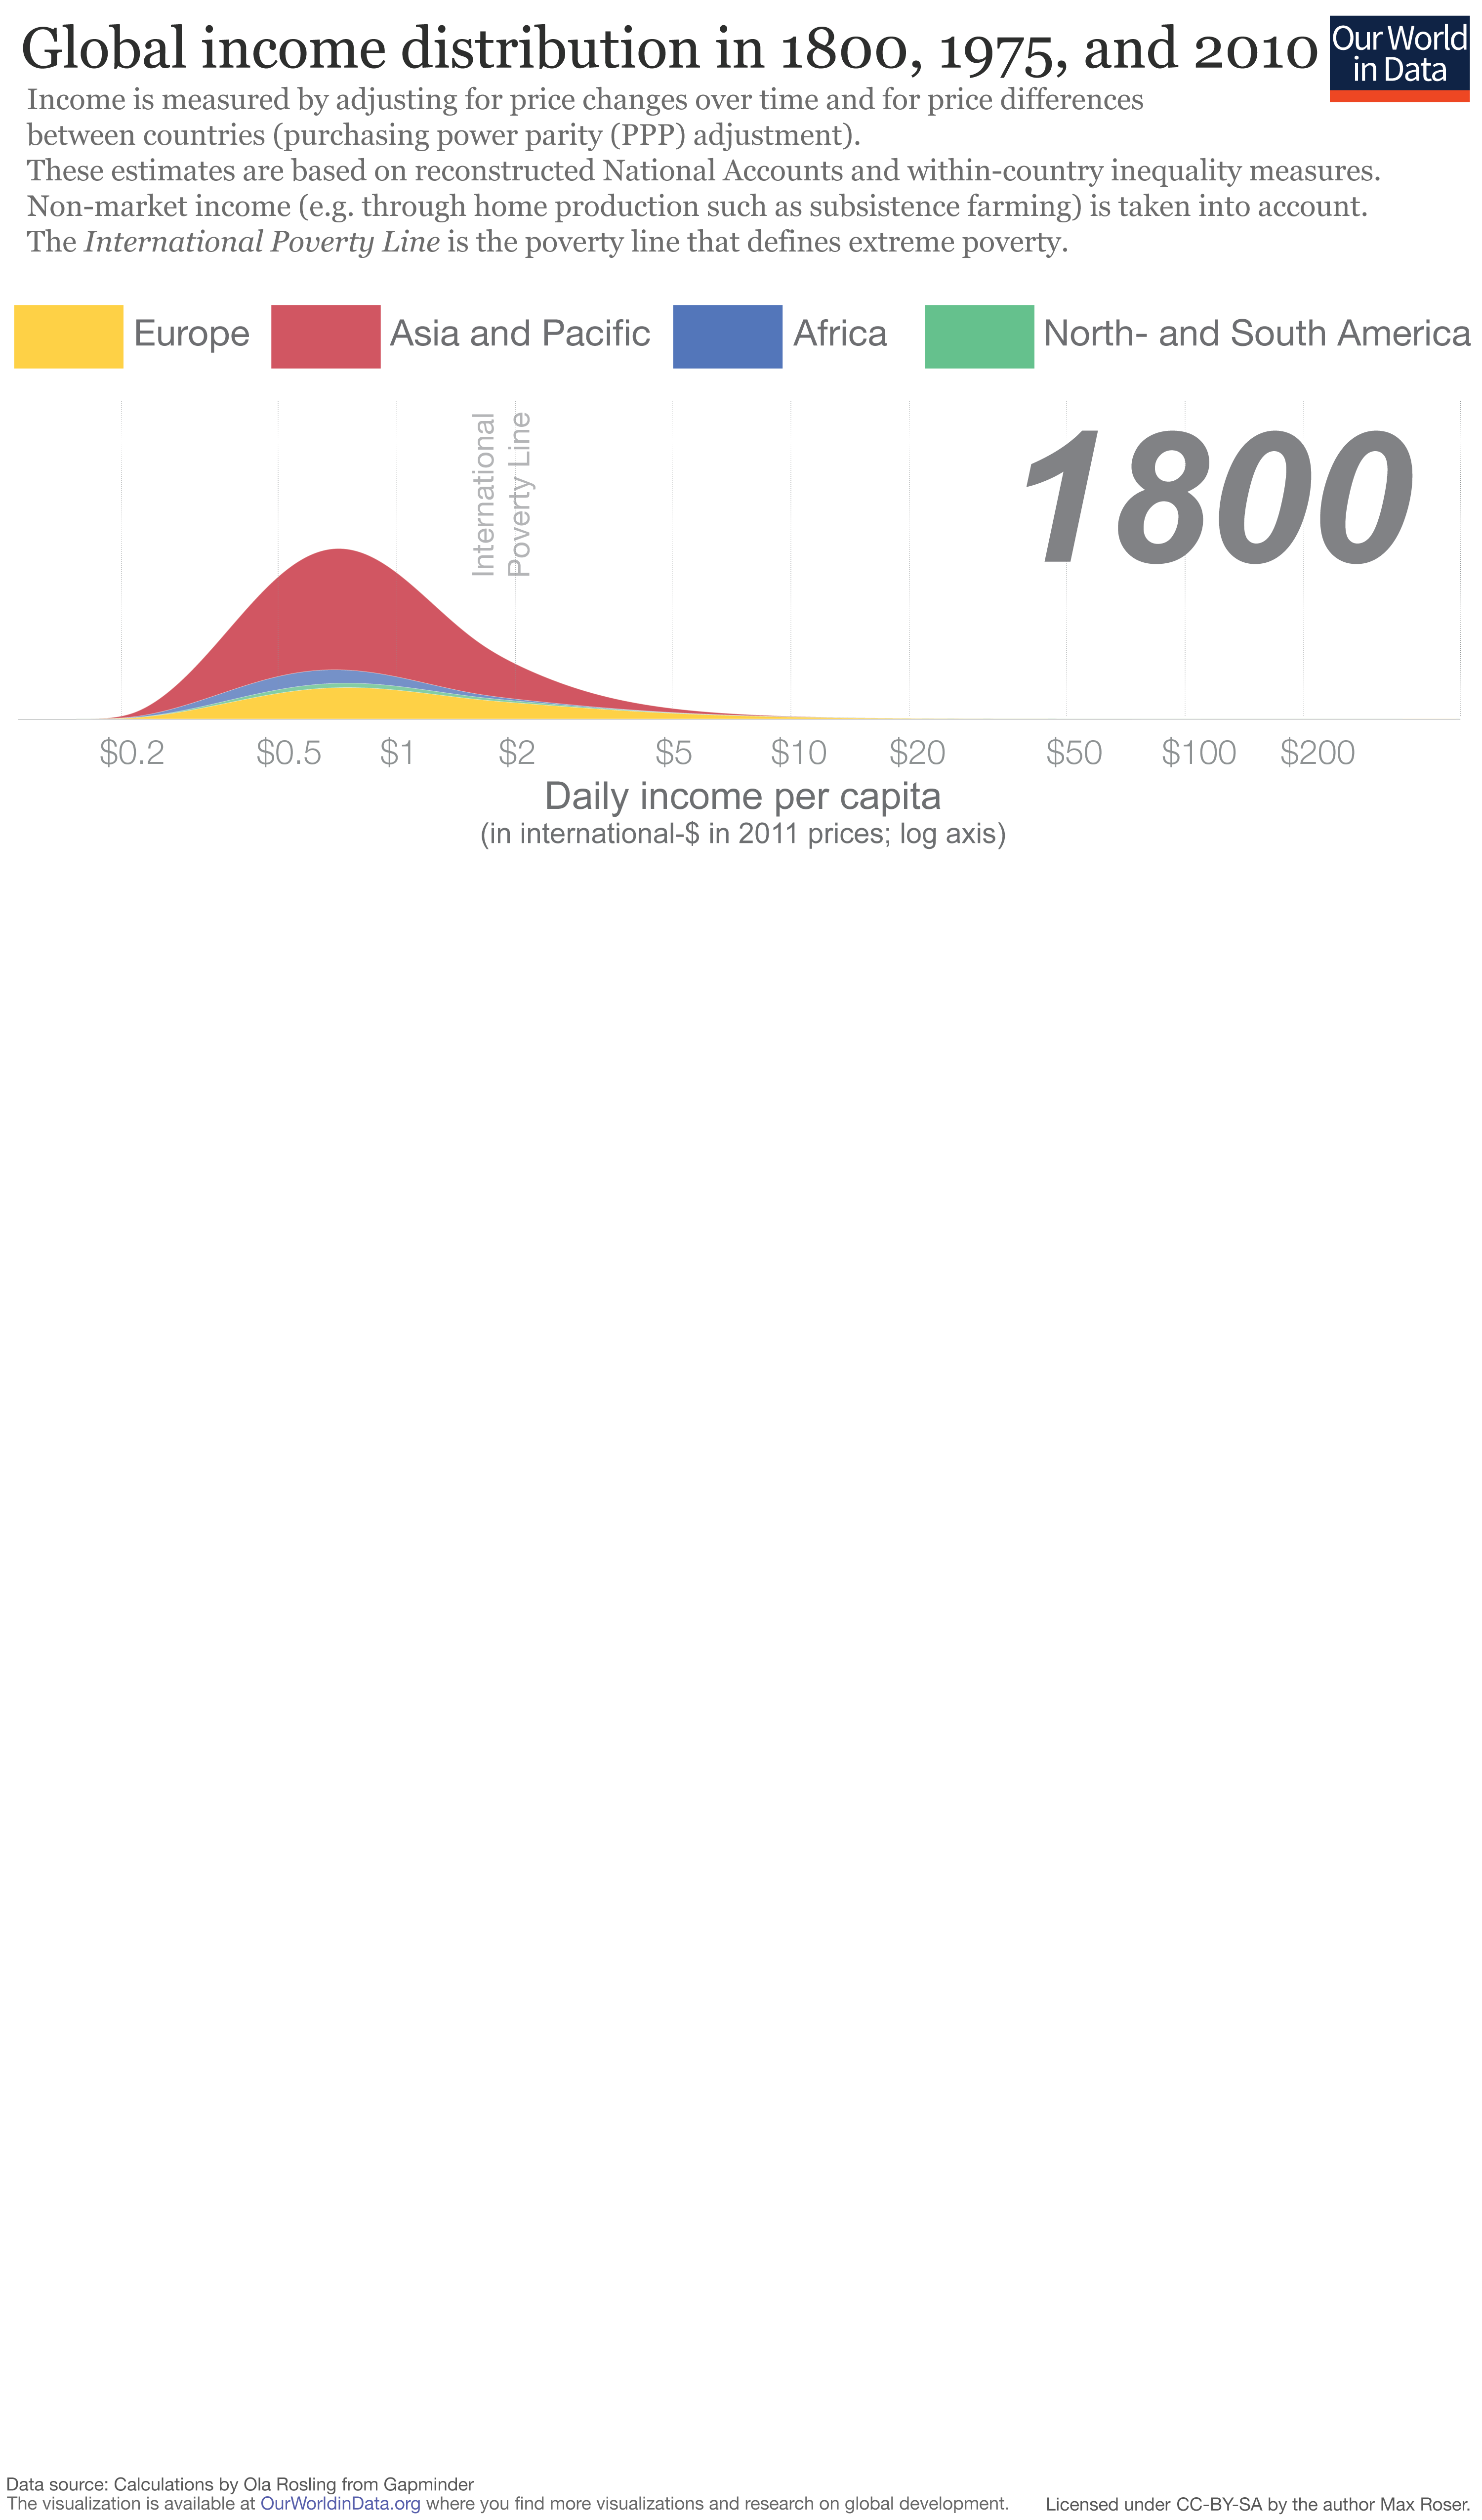 Global income distribution in 1800, 1975, and 2010
Our World
in Data
Income is measured by adjusting for price changes over time and for price differences
between countries (purchasing power parity (PPP) adjustment).
These estimates are based on reconstructed National Accounts and within-country inequality measures.
Non-market income (e.g. through home production such as subsistence farming) is taken into account.
The International Poverty Line is the poverty line that defines extreme poverty.
Europe
Asia and Pacific
Africa
North- and South America
International
Poverty Line
1800
$0.2 $0.5 $1 $2 $5 $10 $20 $50 $100 $200
Daily income per capita
(in international-$ in 2011 prices; log axis)
Data source: Calculations by Ola Rosling from Gapminder
The visualization is available at OurWorldinData.org where you find more visualizations and research on global development.
Licensed under CC-BY-SA by the author Max Roser.